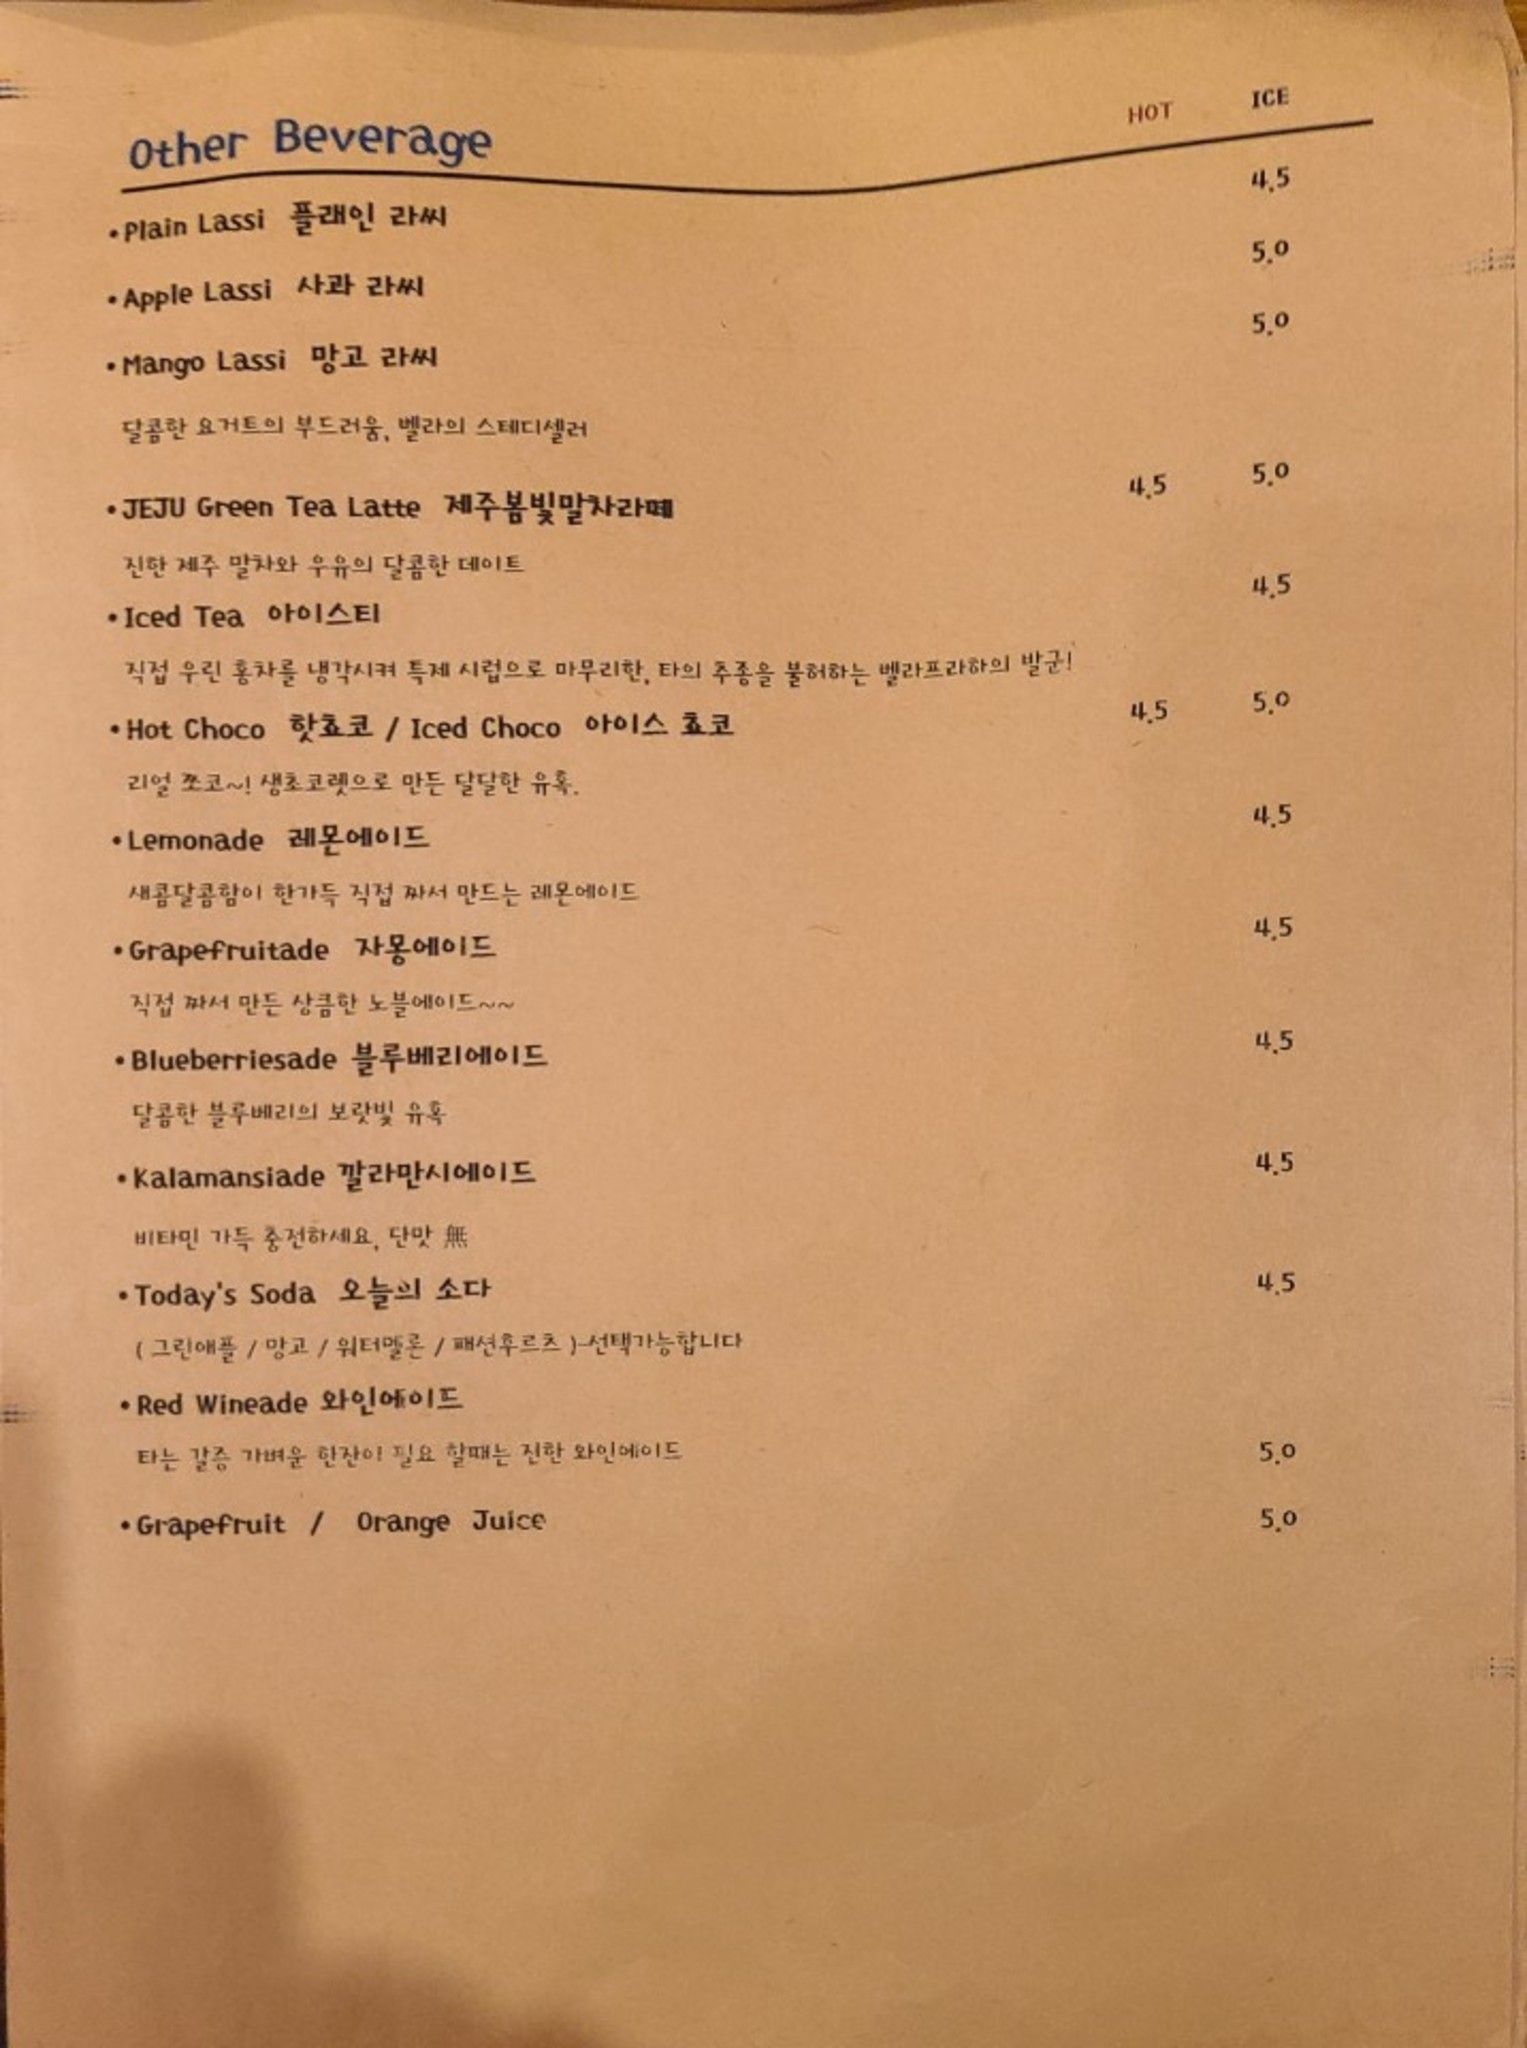 HOT ICE
Other Beverage
•Plain Lassi 플래인 라씨 4.5
•Apple Lassi 사과 라씨 5.0
•Mango Lassi 망고 라씨 5.0
달콤한 요거트의 부드러움, 벨라의 스테디셀러
•JEJU Green Tea Latte 제주봄빛말차라떼 4.5 5.0
진한 제주 말차와 우유의 달콤한 데이트
•Iced Tea 아이스티 4.5
직접 우린 홍차를 냉각시켜 특제 시럽으로 마무리한, 타의 추종을 불허하는 벨라프라하의 발군!
•Hot Choco 핫쵸코 / Iced Choco 아이스 쵸코 4.5 5.0
리얼 쪼코~! 생초코렛으로 만든 달달한 유혹.
•Lemonade 레몬에이드 4.5
새콤달콤함이 한가득 직접 짜서 만드는 레몬에이드
•Grapefruitade 자몽에이드 4.5
직접 짜서 만든 상큼한 노블에이드~~
•Blueberriesade 블루베리에이드 4.5
달콤한 블루베리의 보랏빛 유혹
•Kalamansiade 깔라만시에이드 4.5
비타민 가득 충전하세요, 단맛 無
•Today's Soda 오늘의 소다 4.5
( 그린애플 / 망고 / 워터멜론 / 패션후르츠 )-선택가능합니다
•Red Wineade 와인에이드
타는 갈증 가벼운 한잔이 필요 할때는 진한 와인에이드 5.0
•Grapefruit / Orange Juice 5.0